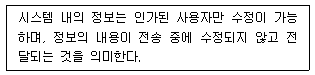 시스템 내의 정보는 인가된 사용자만 수정이 가능
하며, 정보의 내용이 전송 중에 수정되지 않고 전
달되는 것을 의미한다.